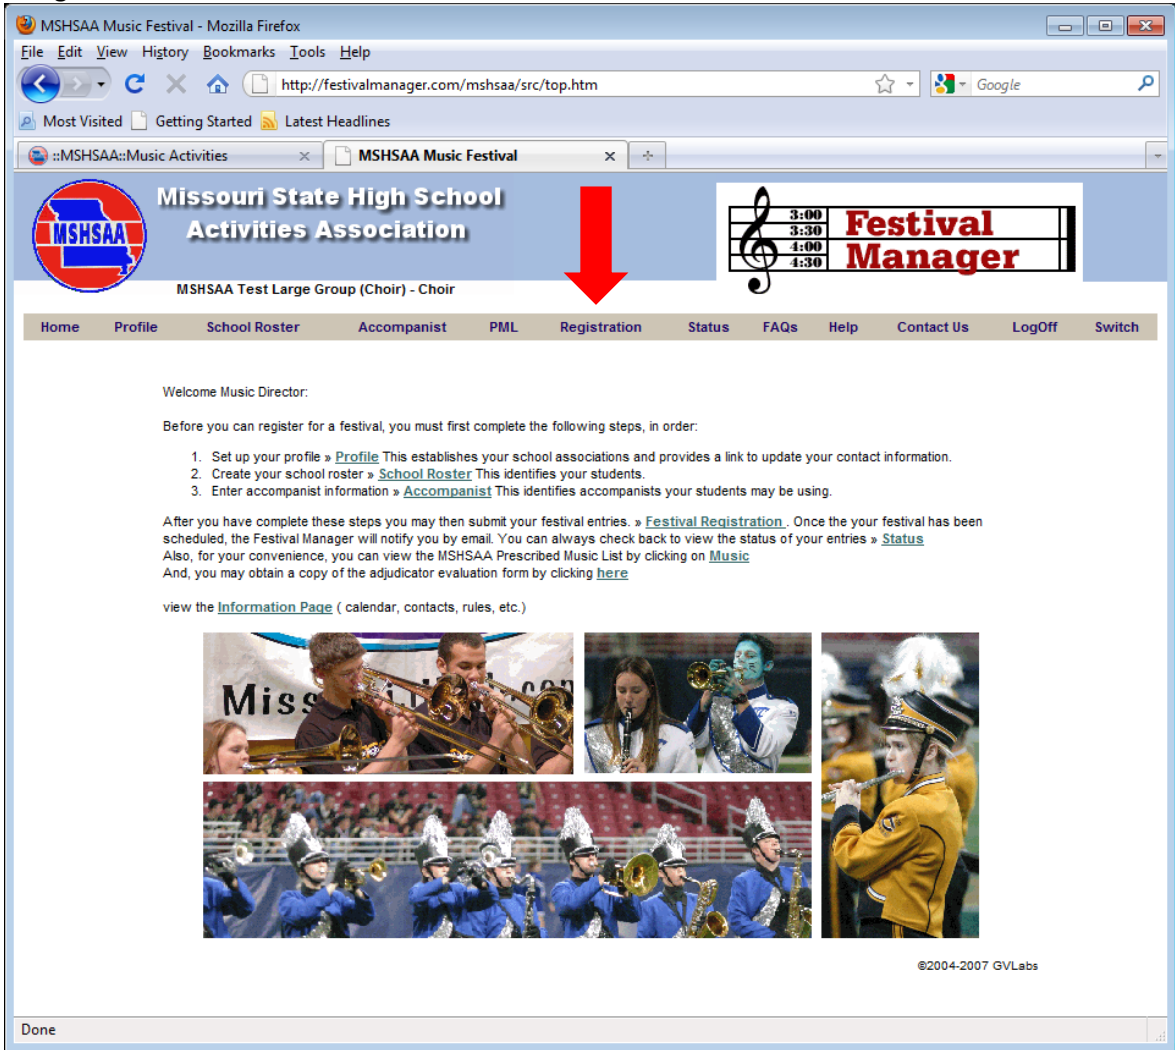 MSHSAA Music Festival - Mozilla Firefox
File Edit View History Bookmarks Tools Help
http://festivalmanager.com/mshsaa/src/top.htm
Google
Most Visited Getting Started Latest Headlines
::MSHSAA::Music Activities
MSHSAA Music Festival
Missouri State High School
Activities Association
MSHSAA
3:00
3:30
4:00
4:30
Festival
Manager
MSHSAA Test Large Group (Choir) - Choir
Home Profile School Roster Accompanist PML Registration Status FAQs Help Contact Us LogOff Switch
Welcome Music Director:
Before you can register for a festival, you must first complete the following steps, in order:
1. Set up your profile » Profile This establishes your school associations and provides a link to update your contact information.
2. Create your school roster » School Roster This identifies your students.
3. Enter accompanist information » Accompanist This identifies accompanists your students may be using.
After you have complete these steps you may then submit your festival entries. » Festival Registration . Once the your festival has been
scheduled, the Festival Manager will notify you by email. You can always check back to view the status of your entries » Status
Also, for your convenience, you can view the MSHSAA Prescribed Music List by clicking on Music
And, you may obtain a copy of the adjudicator evaluation form by clicking here
view the Information Page ( calendar, contacts, rules, etc.)
©2004-2007 GVLabs
Done